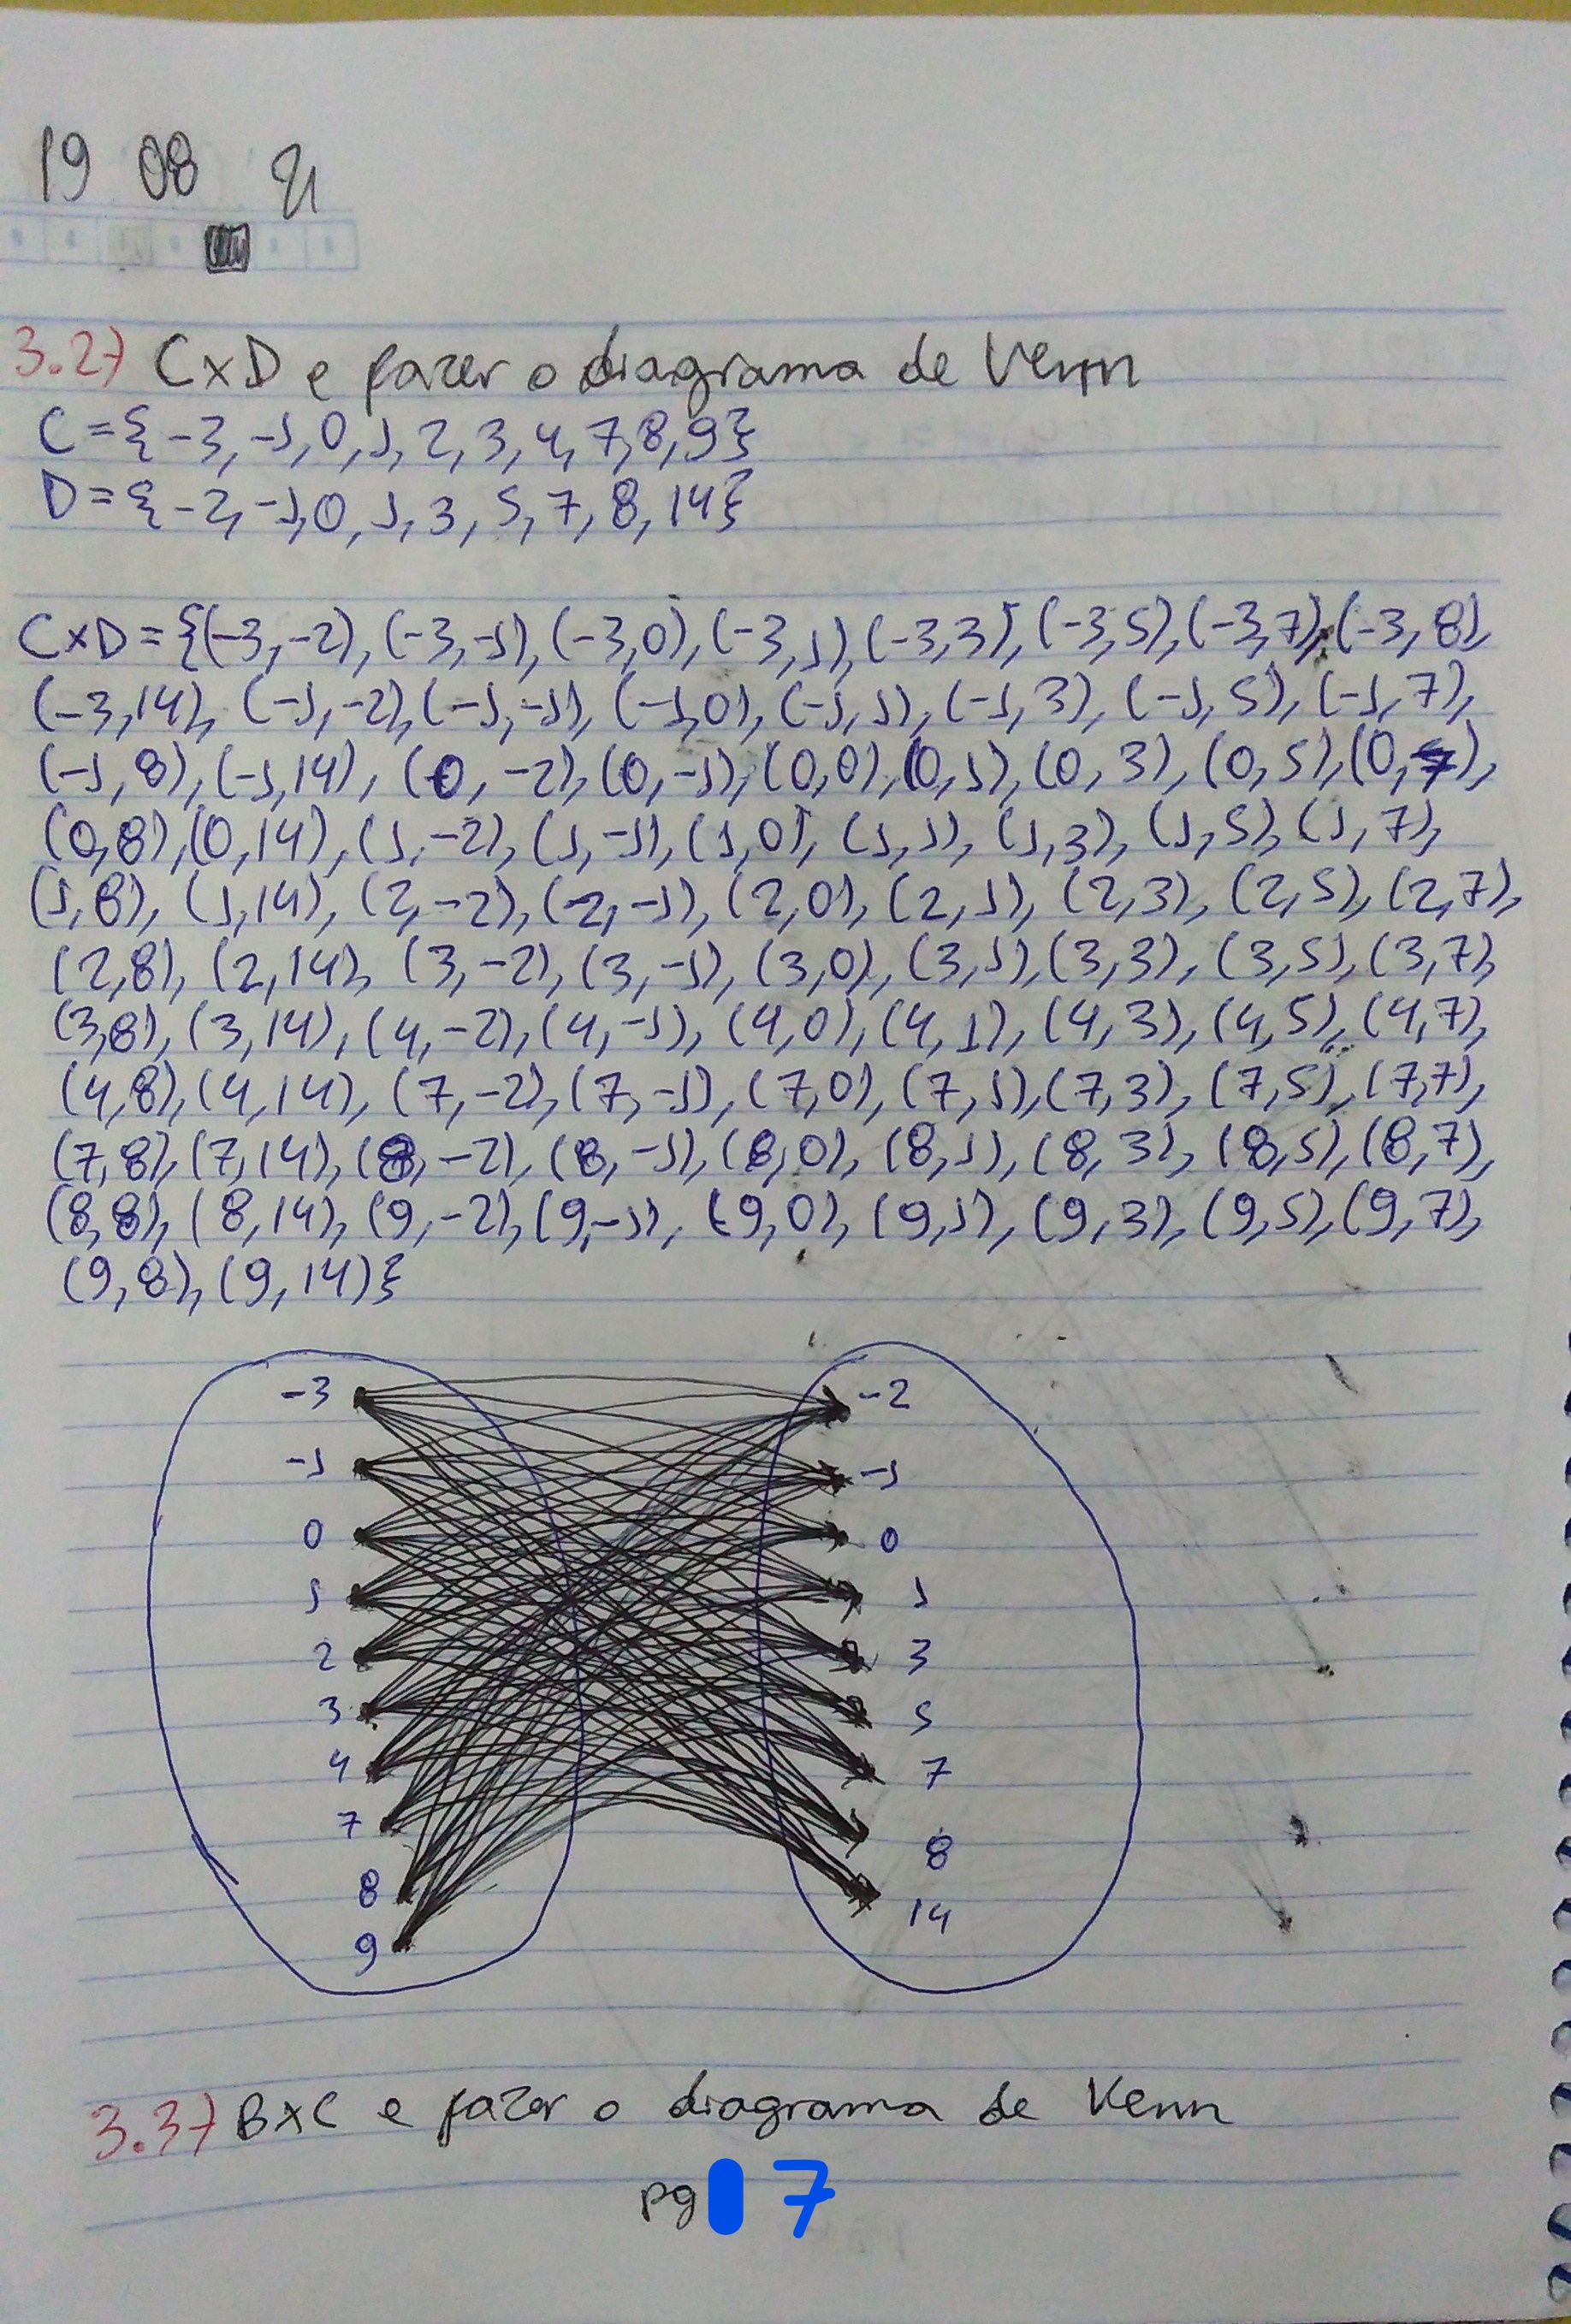 19 08 21
3.2) CxD e fazer o diagrama de Venn
C={-3,-1,0,1,2,3,4,7,8,9}
D={-2,-1,0,1,3,5,7,8,14}
CxD={(-3,-2),(-3,-1),(-3,0),(-3,1),(-3,3),(-3,5),(-3,7),(-3,8),
(-3,14),(-1,-2),(-1,-1),(-1,0),(-1,1),(-1,3),(-1,5),(-1,7),
(-1,8),(-1,14),(0,-2),(0,-1),(0,0),(0,1),(0,3),(0,5),(0,7),
(0,8),(0,14),(1,-2),(1,-1),(1,0),(1,1),(1,3),(1,5),(1,7),
(1,8),(1,14),(2,-2),(2,-1),(2,0),(2,1),(2,3),(2,5),(2,7),
(2,8),(2,14),(3,-2),(3,-1),(3,0),(3,1),(3,3),(3,5),(3,7),
(3,8),(3,14),(4,-2),(4,-1),(4,0),(4,1),(4,3),(4,5),(4,7),
(4,8),(4,14),(7,-2),(7,-1),(7,0),(7,1),(7,3),(7,5),(7,7),
(7,8),(7,14),(8,-2),(8,-1),(8,0),(8,1),(8,3),(8,5),(8,7),
(8,8),(8,14),(9,-2),(9,-1),(9,0),(9,1),(9,3),(9,5),(9,7),
(9,8),(9,14)}
-3 -2
-1 -1
0 0
1 1
2 3
3 5
4 7
7 8
8 14
9
3.3) BxC e fazer o diagrama de Venn
pg 7